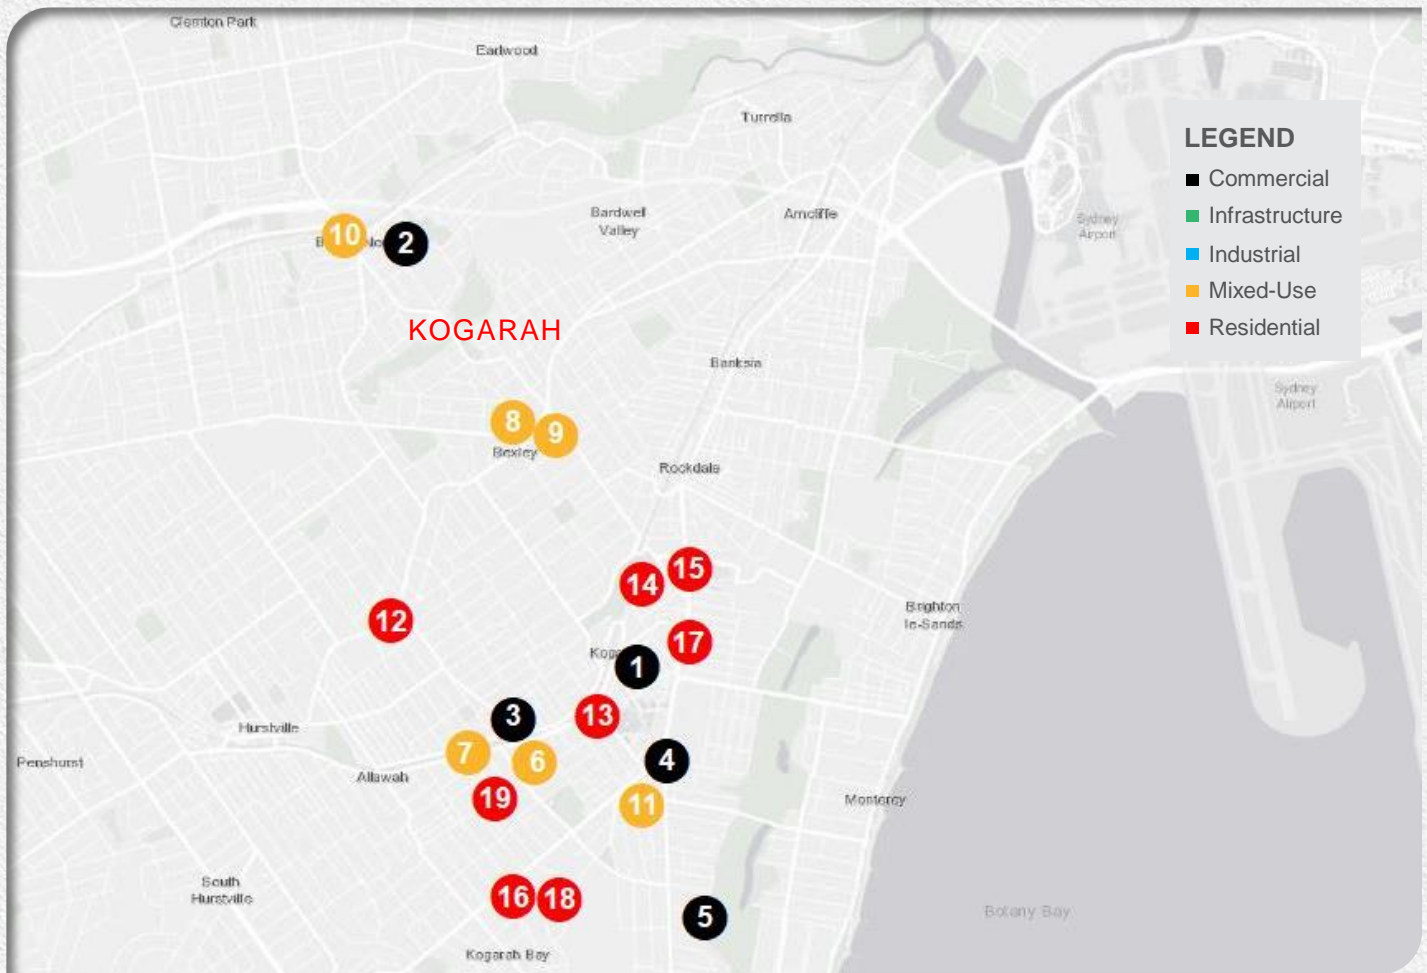 Clemton Park
Earlwood
Turrella
LEGEND
Commercial
Infrastructure
Industrial
Mixed-Use
Residential
Bardwell
Valley
Arncliffe
Sydney
Airport
10
2
KOGARAH
Banksia
Sydney
Airport
8
9
Bexley
Rockdale
14
15
12
Brighton
le-Sands
17
1
3
13
Hurstville
7
6
4
Penshurst
Allawah
19
11
Monterey
South
Hurstville
16
18
5
Botany Bay
Kogarah Bay